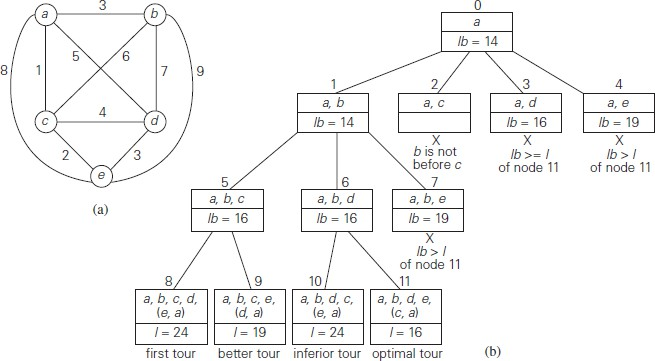 3
a
b
8
5
6
1
7
9
4
c
d
2
3
e
(a)
0
a
lb = 14
1
2
3
4
a, b
a, c
a, d
a, e
lb = 14
lb = 16
lb = 19
X
X
X
b is not
before c
lb >= l
of node 11
lb > l
of node 11
5
6
7
a, b, c
a, b, d
a, b, e
lb = 16
lb = 16
lb = 19
X
lb > l
of node 11
8
9
10
11
a, b, c, d,
(e, a)
a, b, c, e,
(d, a)
a, b, d, c,
(e, a)
a, b, d, e,
(c, a)
l = 24
l = 19
l = 24
l = 16
first tour
better tour
inferior tour
optimal tour
(b)